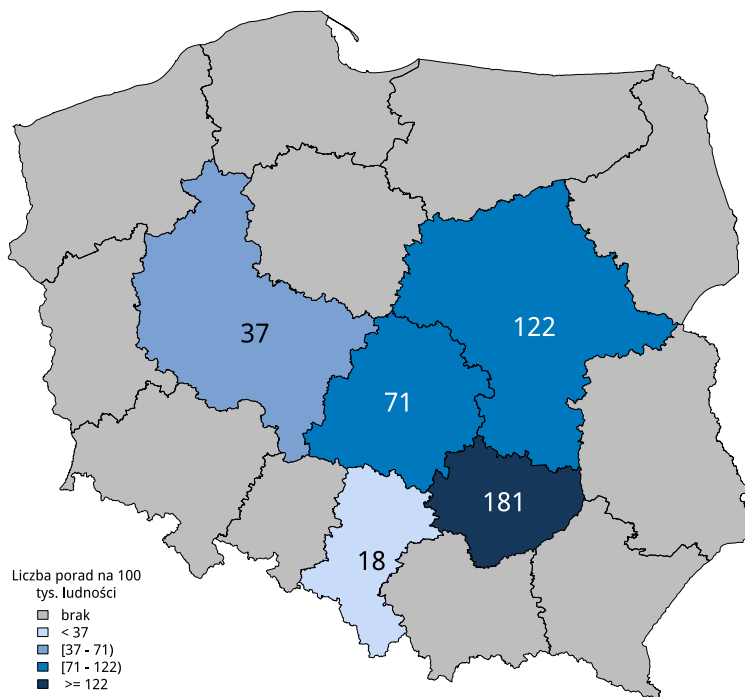 37
122
71
181
18
Liczba porad na 100
tys. ludności
brak
< 37
[37 - 71)
[71 - 122)
>= 122